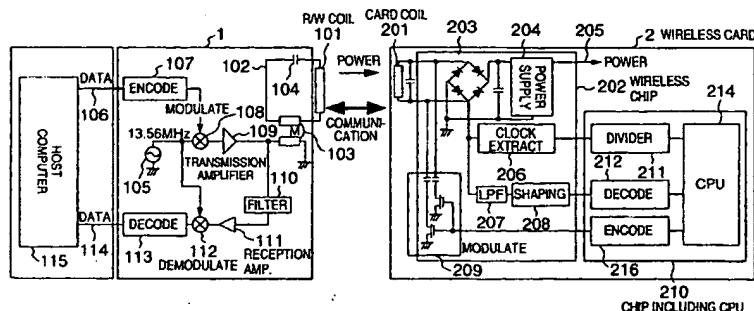 1
R/W COIL
101
CARD COIL
201
203
204
205
2 WIRELESS CARD
DATA
107
ENCODE
106
102
104
POWER
POWER
POWER SUPPLY
202 WIRELESS CHIP
MODULATE
108
109
M
103
COMMUNI-
CATION
214
13.56MHz
105
TRANSMISSION
AMPLIFIER
CLOCK
EXTRACT
206
DIVIDER
211
212
CPU
HOST
COMPUTER
110
FILTER
LPF
207
SHAPING
208
DECODE
DATA
114
DECODE
113
112
DEMODULATE
111
RECEPTION
AMP.
115
MODULATE
209
ENCODE
216
210
CHIP INCLUDING CPU